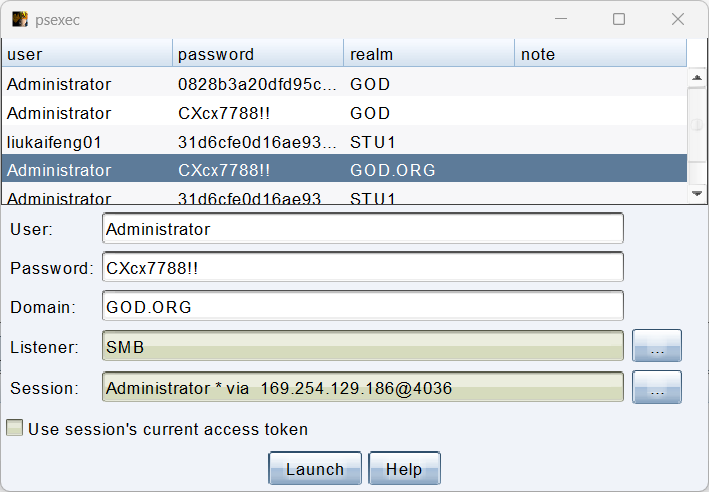 psexec
user password realm note
Administrator 0828b3a20dfd95c... GOD
Administrator CXcx7788!! GOD
liukaifeng01 31d6cfe0d16ae93... STU1
Administrator CXcx7788!! GOD.ORG
Administrator 31d6cfe0d16ae93 STU1
User: Administrator
Password: CXcx7788!!
Domain: GOD.ORG
Listener: SMB ...
Session: Administrator * via 169.254.129.186@4036 ...
Use session's current access token
Launch Help